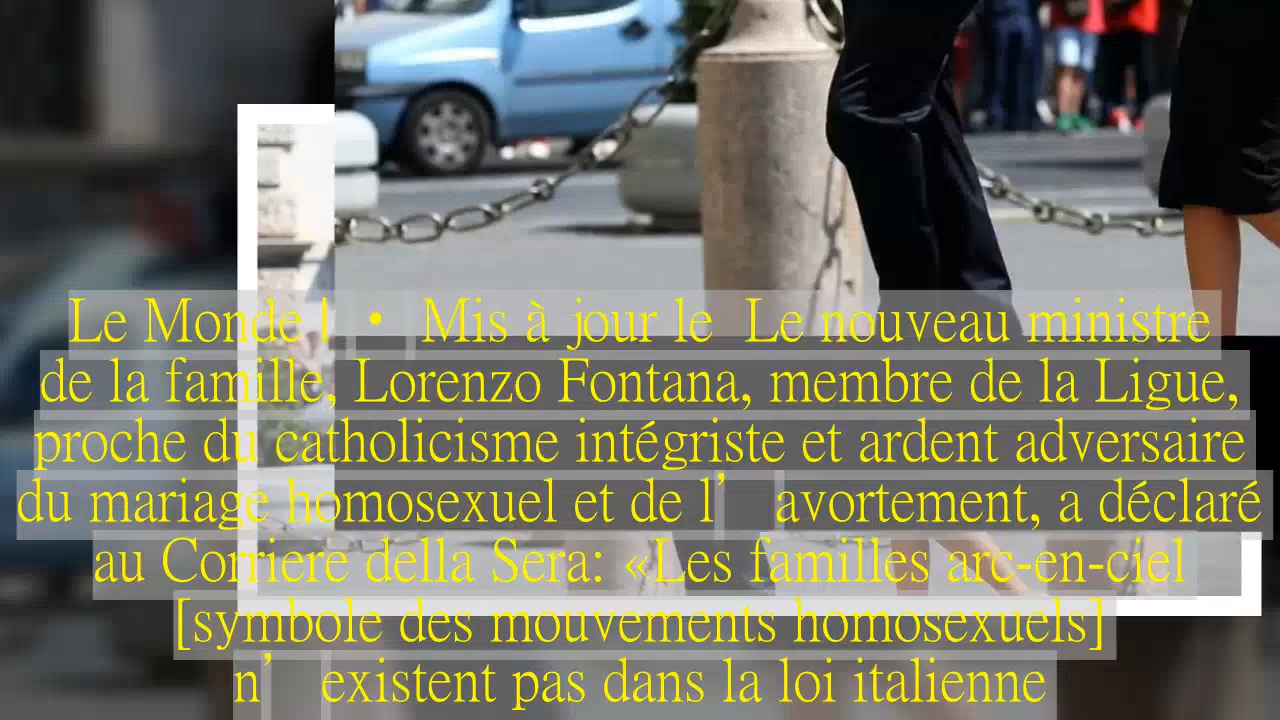 Le Monde | • Mis à jour le Le nouveau ministre
de la famille, Lorenzo Fontana, membre de la Ligue,
proche du catholicisme intégriste et ardent adversaire
du mariage homosexuel et de l’ avortement, a déclaré
au Corriere della Sera: «Les familles arc-en-ciel
[symbole des mouvements homosexuels]
n’ existent pas dans la loi italienne